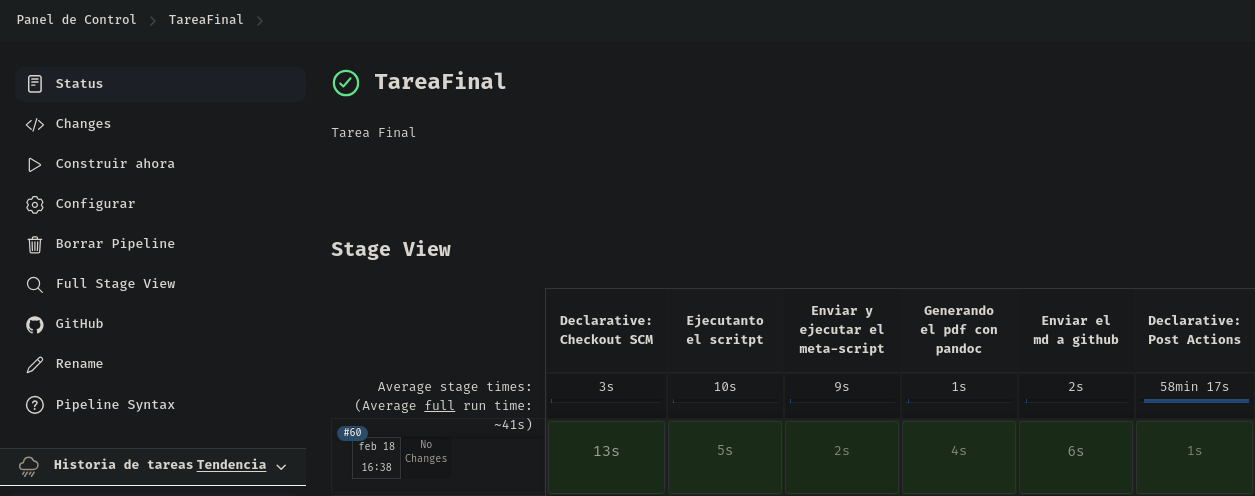 Panel de Control
TareaFinal
Status
Changes
Construir ahora
Configurar
Borrar Pipeline
Full Stage View
GitHub
Rename
Pipeline Syntax
Historia de tareas Tendencia
TareaFinal
Tarea Final
Stage View
Declarative:
Checkout SCM
Ejecutanto
el scritpt
Enviar y
ejecutar el
meta-script
Generando
el pdf con
pandoc
Enviar el
md a github
Declarative:
Post Actions
Average stage times:
(Average full run time:
~41s)
3s
10s
9s
1s
2s
58min 17s
#60
feb 18
16:38
No
Changes
13s
5s
2s
4s
6s
1s